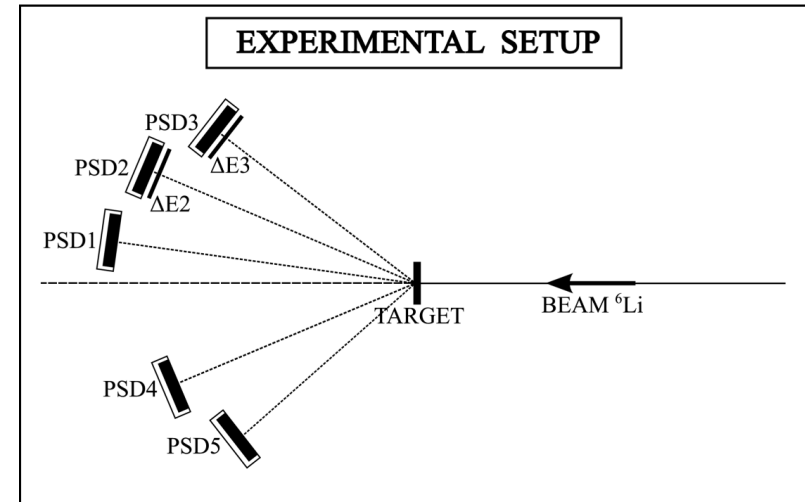 EXPERIMENTAL SETUP
PSD3
ΔE3
PSD2
ΔE2
PSD1
TARGET
BEAM ⁶Li
PSD4
PSD5